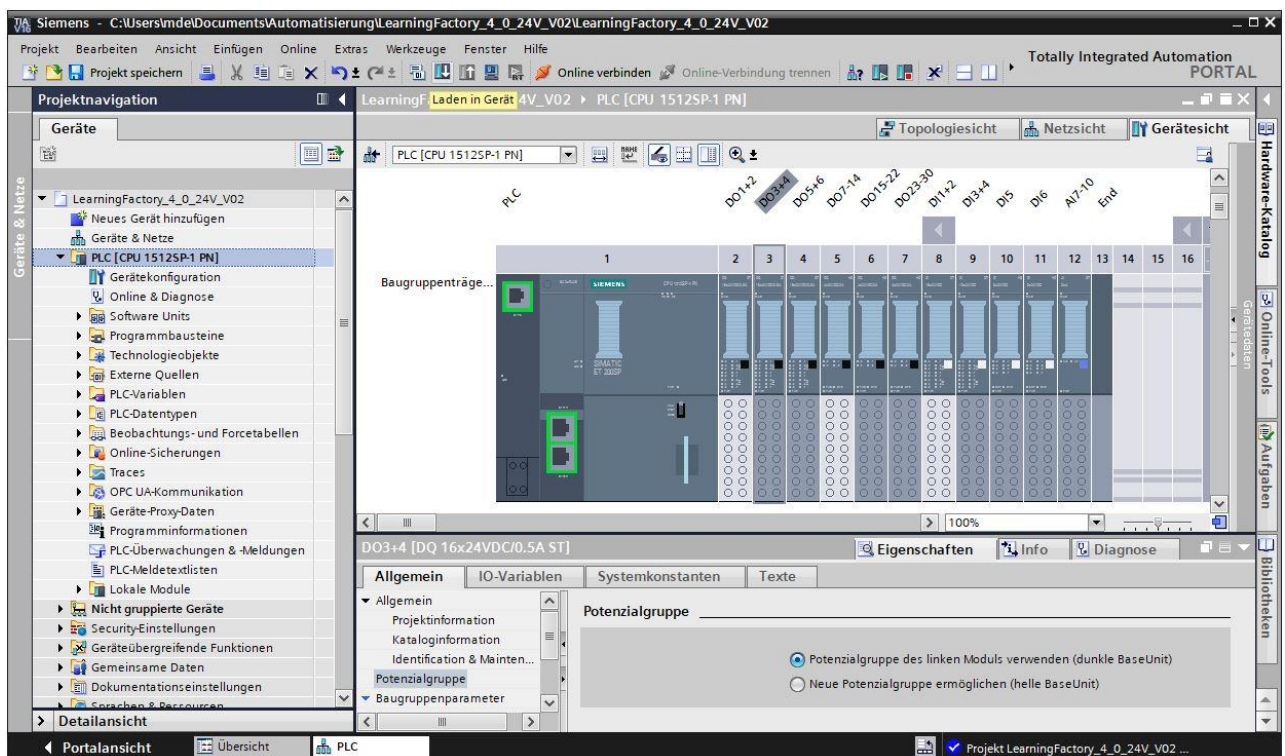 Siemens - C:\Users\mde\Documents\Automatisierung\LearningFactory_4_0_24V_V02\LearningFactory_4_0_24V_V02
Projekt Bearbeiten Ansicht Einfügen Online Extras Werkzeuge Fenster Hilfe
Totally Integrated Automation
PORTAL
Projekt speichern Online verbinden Online-Verbindung trennen
Projektnavigation
Laden in Gerät 4V_V02 PLC [CPU 1512SP-1 PN]
Geräte
Topologiesicht Netzsicht Gerätesicht
PLC [CPU 1512SP-1 PN]
Geräte & Netze
LearningFactory_4_0_24V_V02
Neues Gerät hinzufügen
Geräte & Netze
PLC [CPU 1512SP-1 PN]
Gerätekonfiguration
Online & Diagnose
Software Units
Programmbausteine
Technologieobjekte
Externe Quellen
PLC-Variablen
PLC-Datentypen
Beobachtungs- und Forcetabellen
Online-Sicherungen
Traces
OPC UA-Kommunikation
Geräte-Proxy-Daten
Programminformationen
PLC-Überwachungen & -Meldungen
PLC-Meldetextlisten
Lokale Module
Nicht gruppierte Geräte
Security-Einstellungen
Geräteübergreifende Funktionen
Gemeinsame Daten
Dokumentationseinstellungen
Sprachen & Ressourcen
Detailansicht
PLC DO1+2 DO3+4 DO5+6 DO7-14 DO15-22 DO23-30 DI1+2 DI3+4 DI5 DI6 AI7-10 End
1 2 3 4 5 6 7 8 9 10 11 12 13 14 15 16
Baugruppenträge...
SIEMENS
SIMATIC
ET 200SP
100%
DO3+4 [DQ 16x24VDC/0.5A ST]
Eigenschaften Info Diagnose
Allgemein IO-Variablen Systemkonstanten Texte
Allgemein
Projektinformation
Kataloginformation
Identification & Mainten...
Potenzialgruppe
Baugruppenparameter
Potenzialgruppe
Potenzialgruppe des linken Moduls verwenden (dunkle BaseUnit)
Neue Potenzialgruppe ermöglichen (helle BaseUnit)
Gerätedaten
Hardware-Katalog
Online-Tools
Aufgaben
Bibliotheken
Portalansicht Übersicht PLC
Projekt LearningFactory_4_0_24V_V02 ...